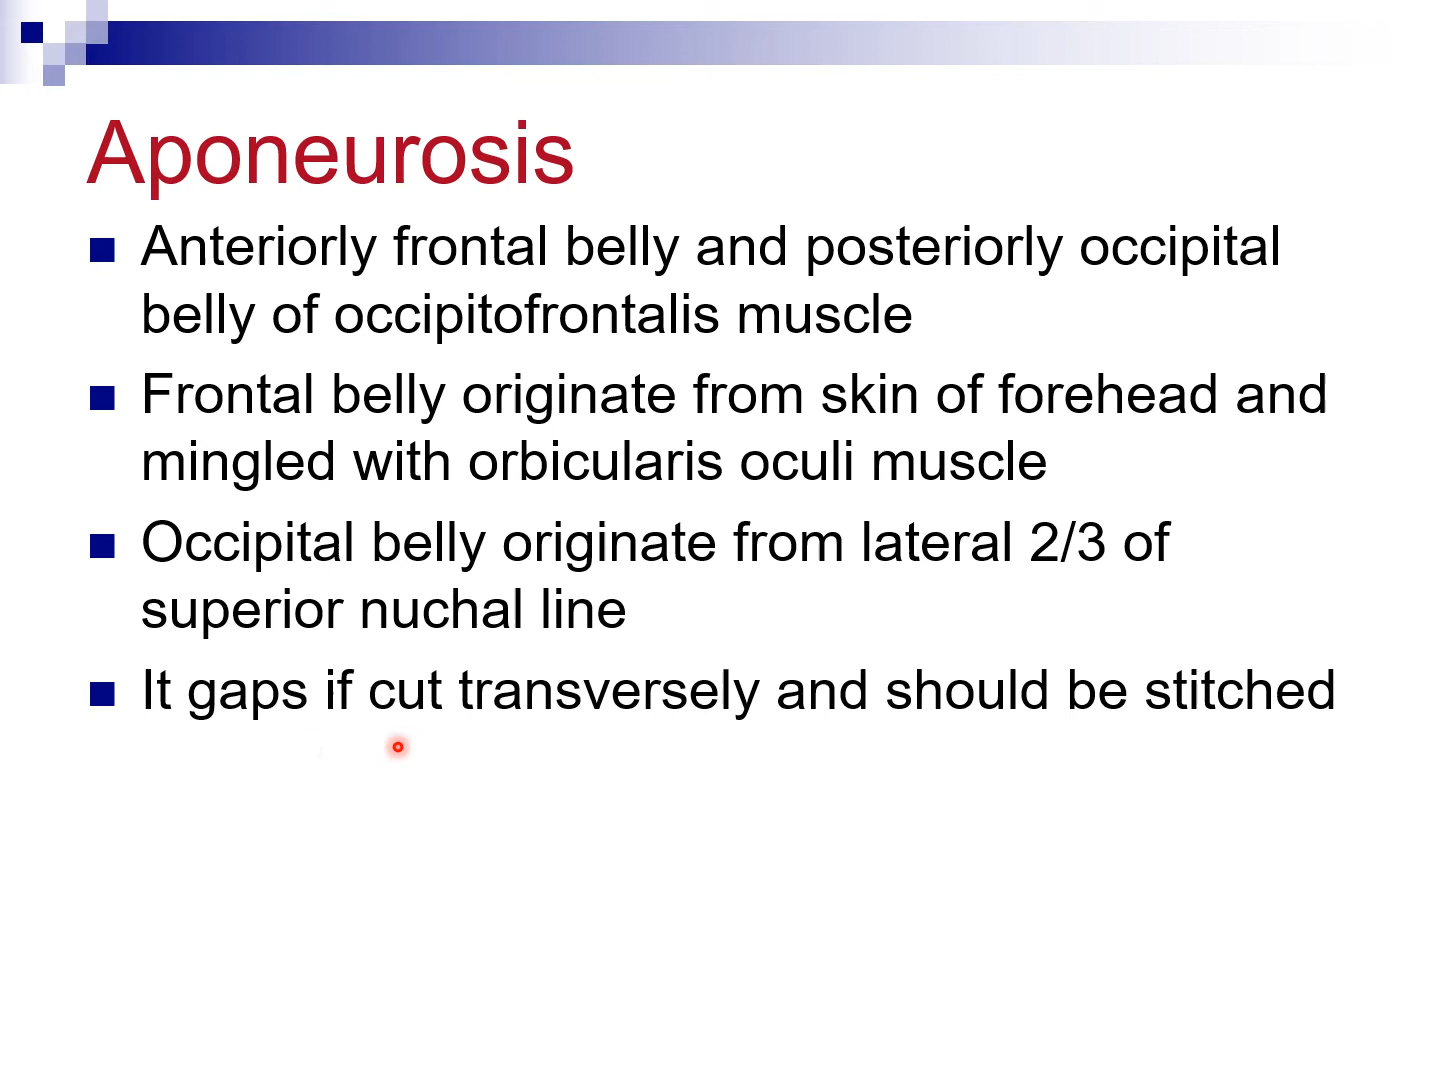 Aponeurosis
Anteriorly frontal belly and posteriorly occipital
belly of occipitofrontalis muscle
Frontal belly originate from skin of forehead and
mingled with orbicularis oculi muscle
Occipital belly originate from lateral 2/3 of
superior nuchal line
It gaps if cut transversely and should be stitched